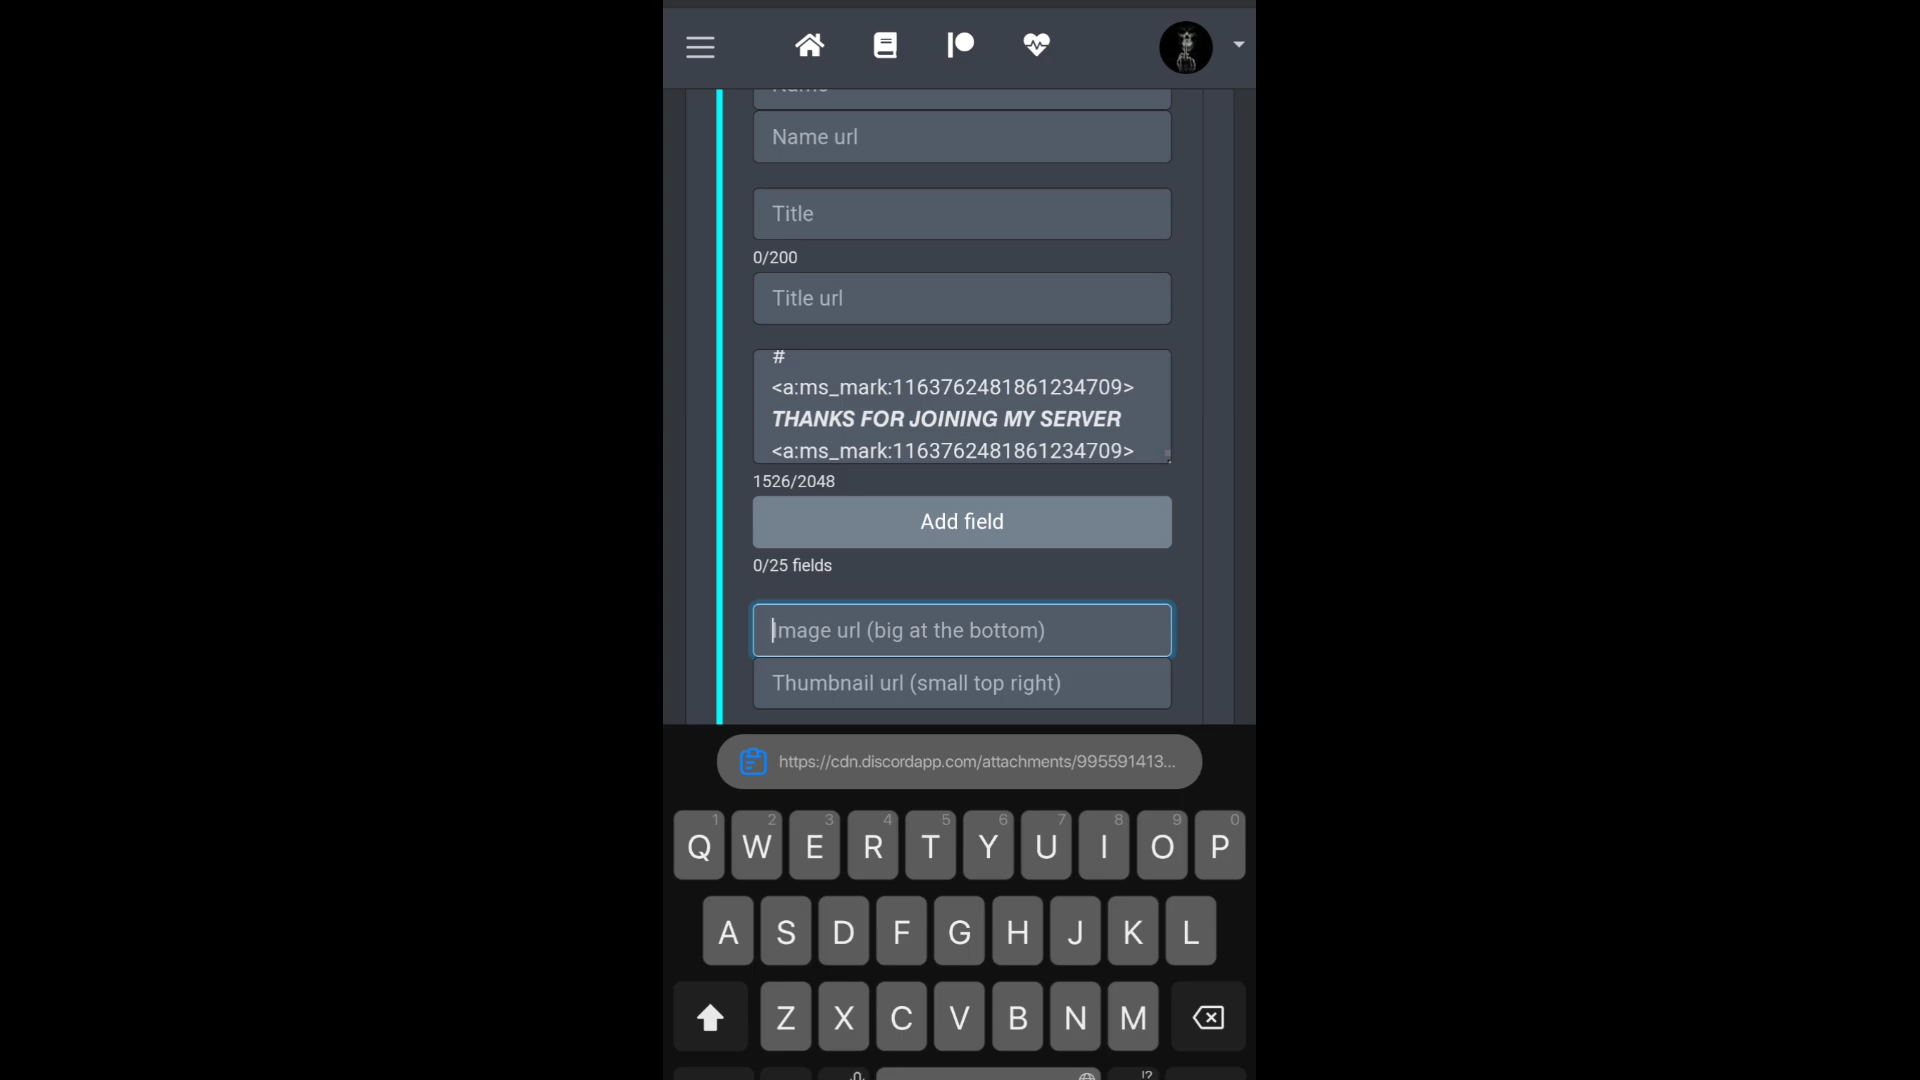 Name
Name url
Title
0/200
Title url
#
<a:ms_mark:1163762481861234709>
THANKS FOR JOINING MY SERVER
<a:ms_mark:1163762481861234709>
1526/2048
Add field
0/25 fields
Image url (big at the bottom)
Thumbnail url (small top right)
https://cdn.discordapp.com/attachments/995591413...
1 2 3 4 5 6 7 8 9 0
Q W E R T Y U I O P
A S D F G H J K L
Z X C V B N M
!?